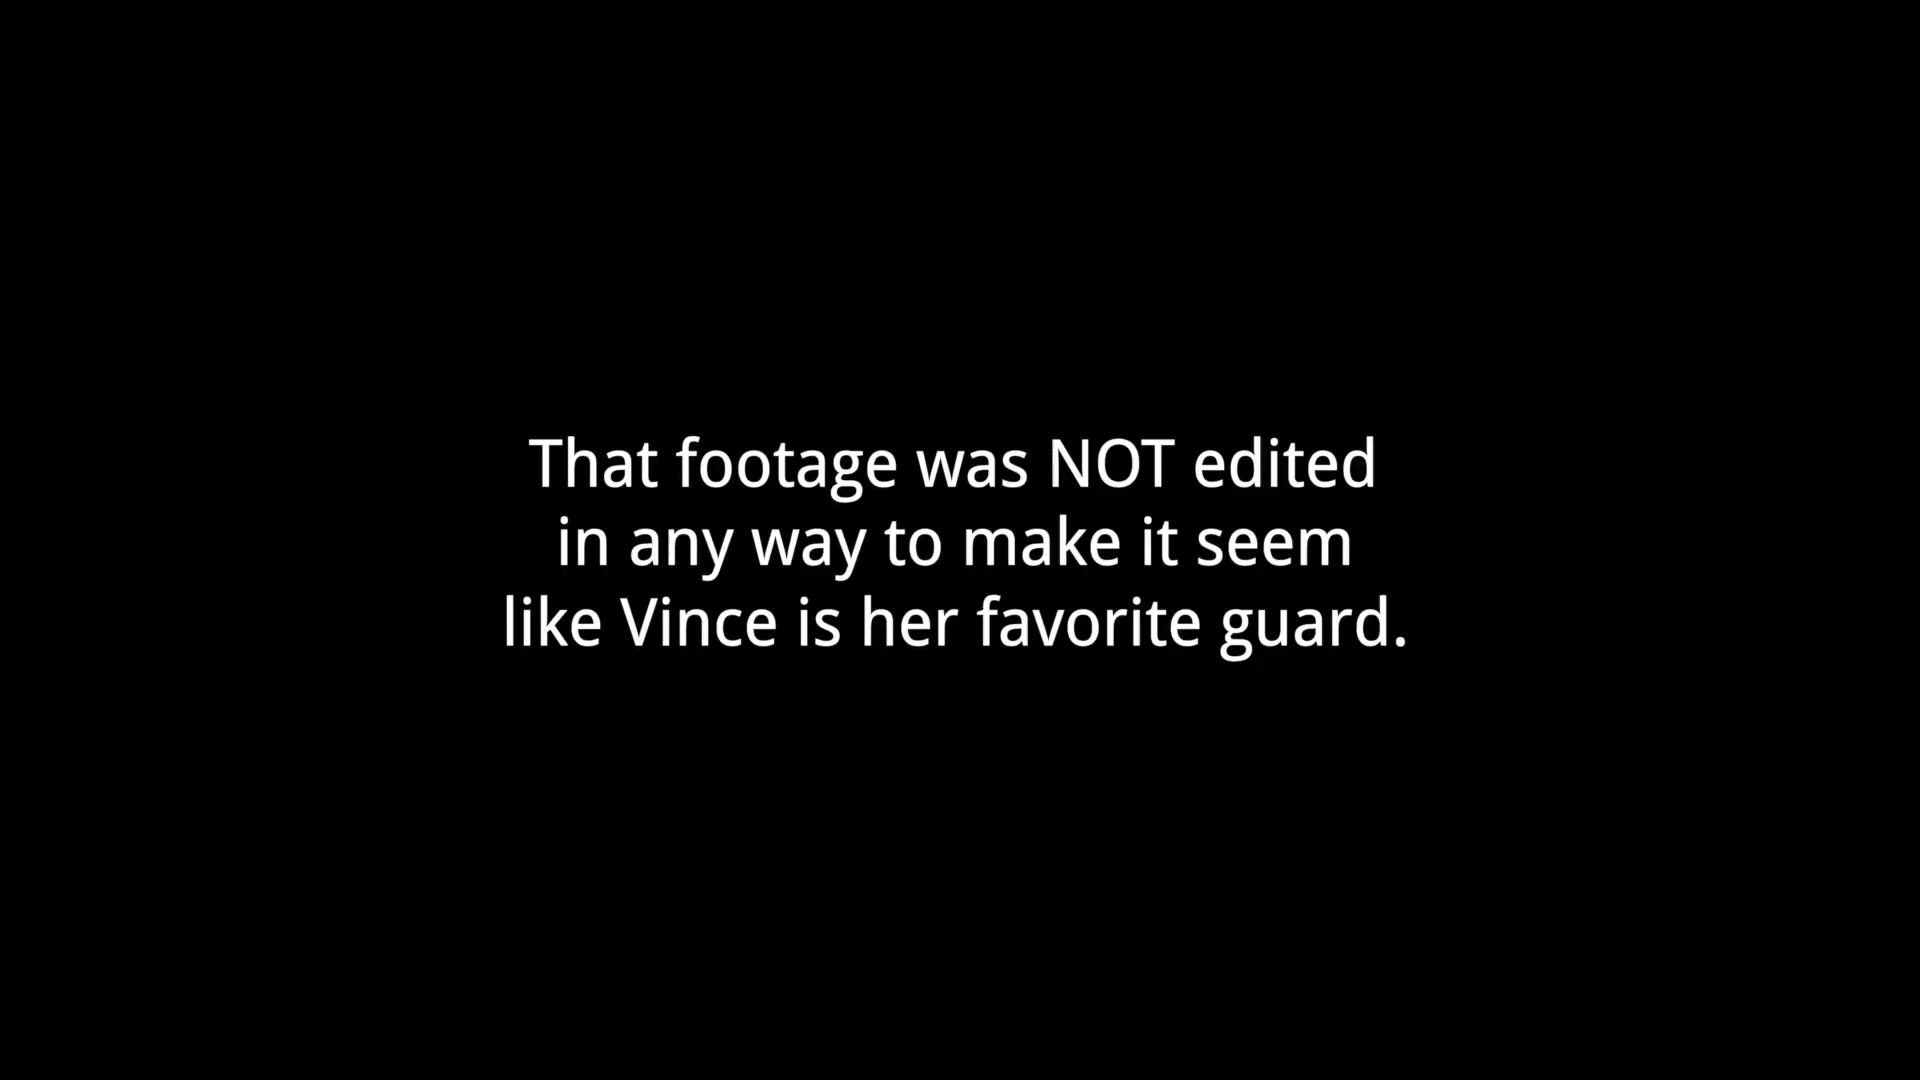 That footage was NOT edited
in any way to make it seem
like Vince is her favorite guard.